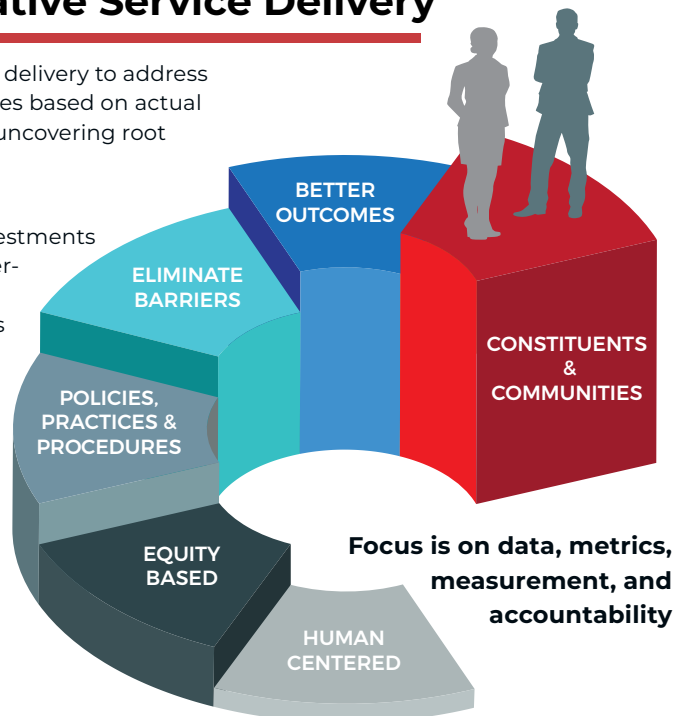 ative Service Delivery
delivery to address
es based on actual
uncovering root
estments
er-
s
BETTER
OUTCOMES
ELIMINATE
BARRIERS
CONSTITUENTS
&
COMMUNITIES
POLICIES,
PRACTICES &
PROCEDURES
EQUITY
BASED
Focus is on data, metrics,
measurement, and
accountability
HUMAN
CENTERED